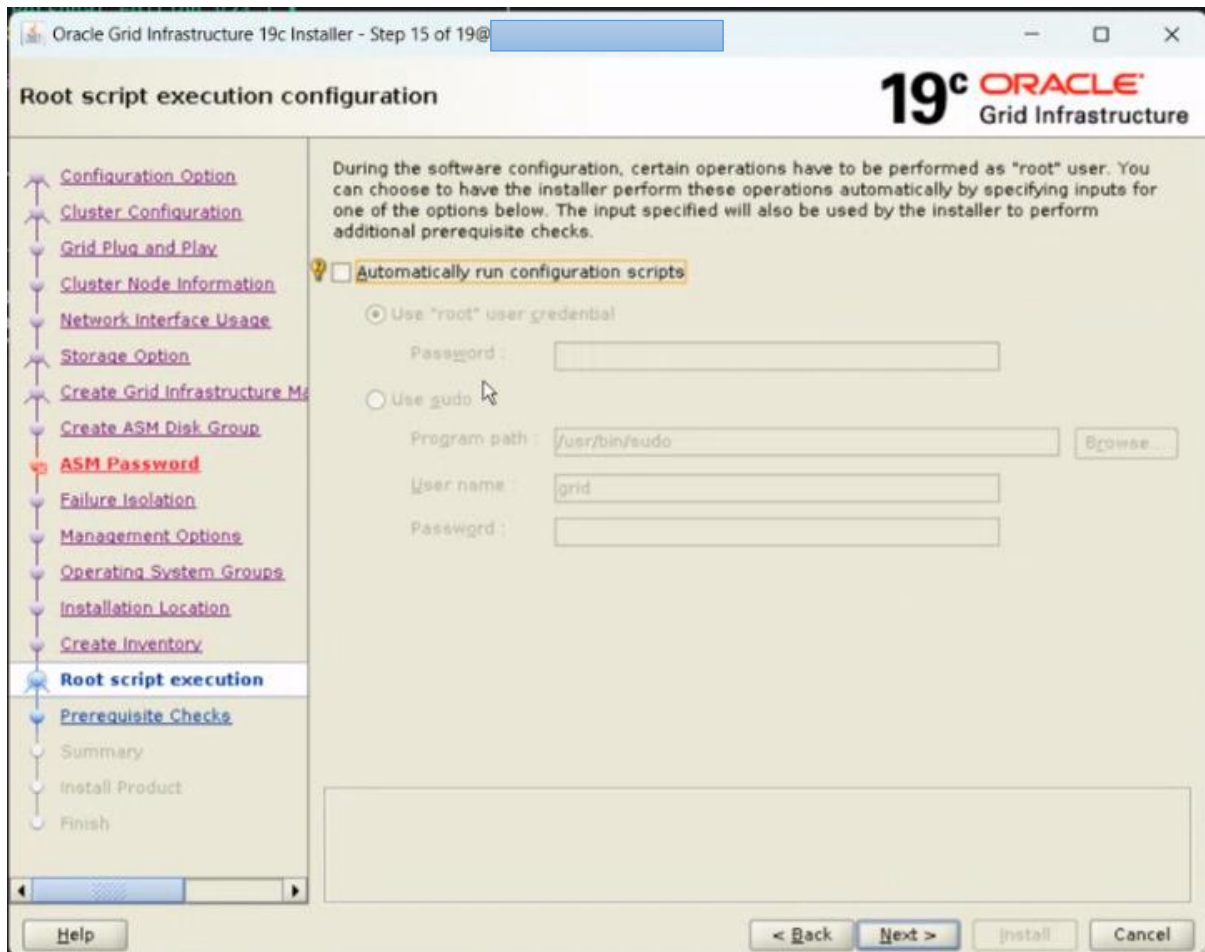 Oracle Grid Infrastructure 19c Installer - Step 15 of 19@
Root script execution configuration
19c ORACLE
Grid Infrastructure
Configuration Option
Cluster Configuration
Grid Plug and Play
Cluster Node Information
Network Interface Usage
Storage Option
Create Grid Infrastructure Ma
Create ASM Disk Group
ASM Password
Failure Isolation
Management Options
Operating System Groups
Installation Location
Create Inventory
Root script execution
Prerequisite Checks
Summary
Install Product
Finish
During the software configuration, certain operations have to be performed as "root" user. You
can choose to have the installer perform these operations automatically by specifying inputs for
one of the options below. The input specified will also be used by the installer to perform
additional prerequisite checks.
Automatically run configuration scripts
Use "root" user credential
Password :
Use sudo
Program path : /usr/bin/sudo Browse...
User name : grid
Password :
Help < Back Next > Install Cancel